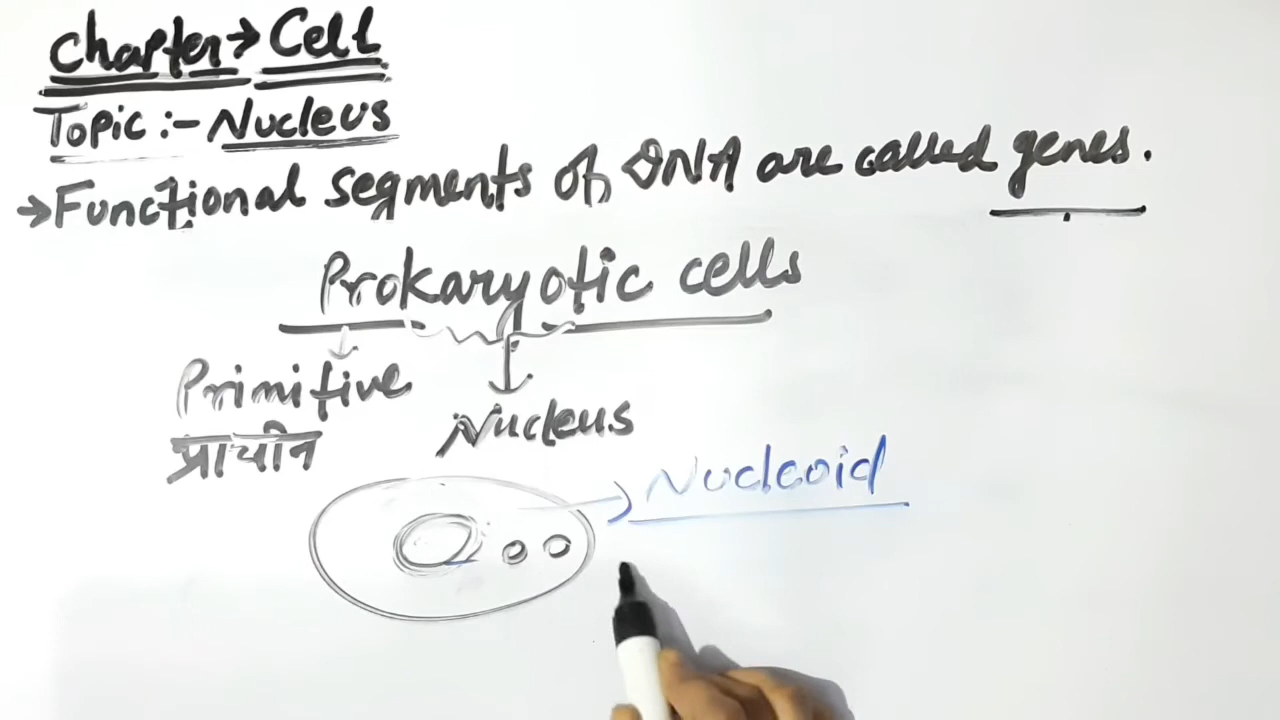 Chapter→ Cell
Topic :- Nucleus
→Functional segments of DNA are called genes.
Prokaryotic cells
Primitive
प्राचीन
Nucleus
Nucleoid